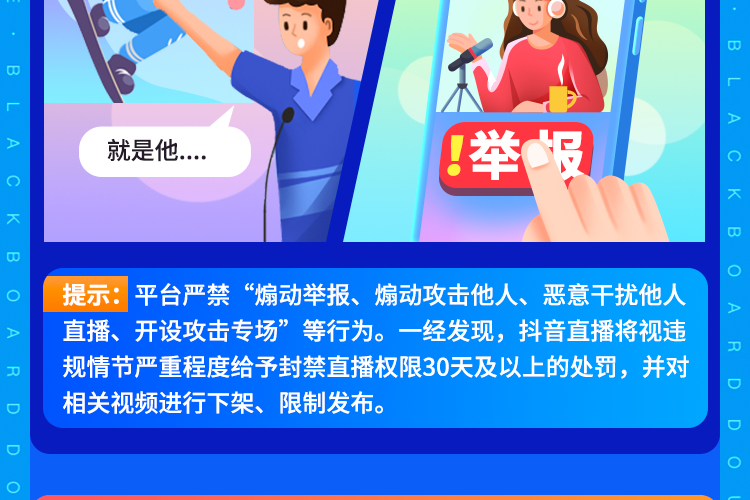 就是他....
!举报
提示：平台严禁“煽动举报、煽动攻击他人、恶意干扰他人
直播、开设攻击专场”等行为。一经发现，抖音直播将视违
规情节严重程度给予封禁直播权限30天及以上的处罚，并对
相关视频进行下架、限制发布。
E·BLACKBOARD DO
·BLACKBOARD DOU